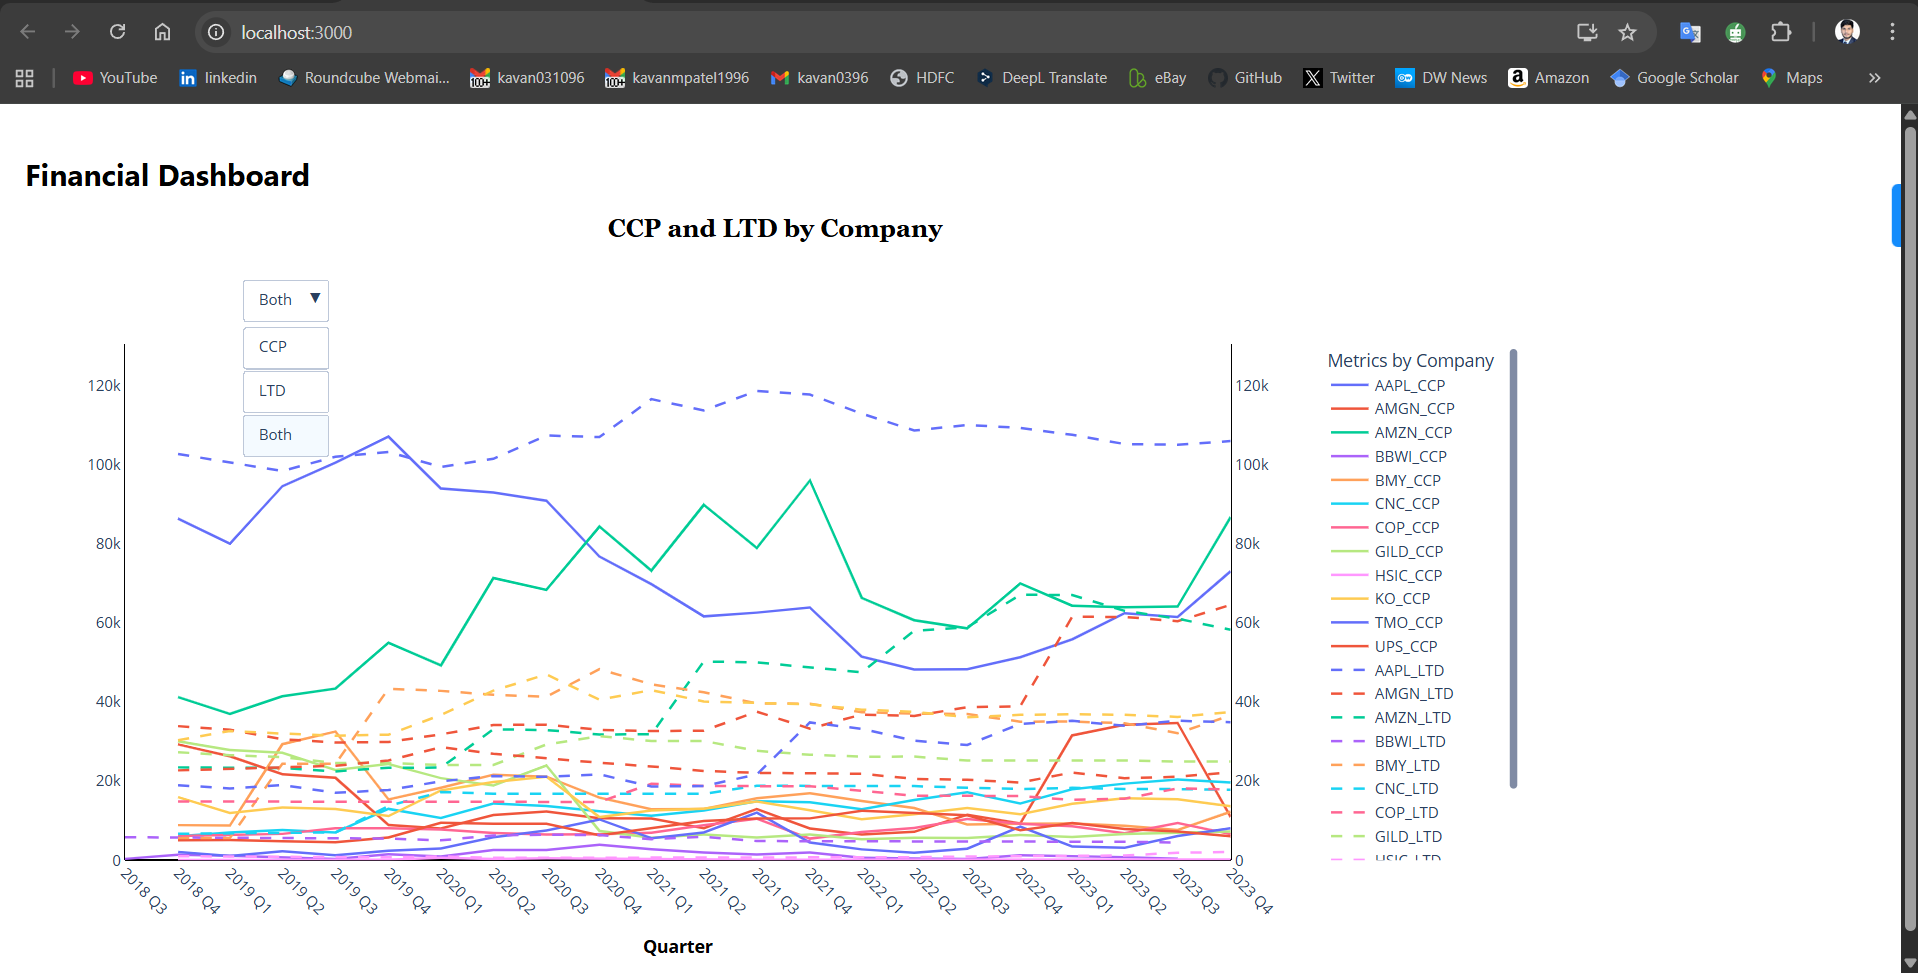 localhost:3000
YouTube
linkedin
Roundcube Webmai...
kavan031096
kavanmpatel1996
kavan0396
HDFC
DeepL Translate
eBay
GitHub
Twitter
DW News
Amazon
Google Scholar
Maps
Financial Dashboard
CCP and LTD by Company
Both ▼
CCP
LTD
Both
120k
100k
80k
60k
40k
20k
0
120k
100k
80k
60k
40k
20k
0
2018 Q3
2018 Q4
2019 Q1
2019 Q2
2019 Q3
2019 Q4
2020 Q1
2020 Q2
2020 Q3
2020 Q4
2021 Q1
2021 Q2
2021 Q3
2021 Q4
2022 Q1
2022 Q2
2022 Q3
2022 Q4
2023 Q1
2023 Q2
2023 Q3
2023 Q4
Quarter
Metrics by Company
AAPL_CCP
AMGN_CCP
AMZN_CCP
BBWI_CCP
BMY_CCP
CNC_CCP
COP_CCP
GILD_CCP
HSIC_CCP
KO_CCP
TMO_CCP
UPS_CCP
AAPL_LTD
AMGN_LTD
AMZN_LTD
BBWI_LTD
BMY_LTD
CNC_LTD
COP_LTD
GILD_LTD
HSIC_LTD